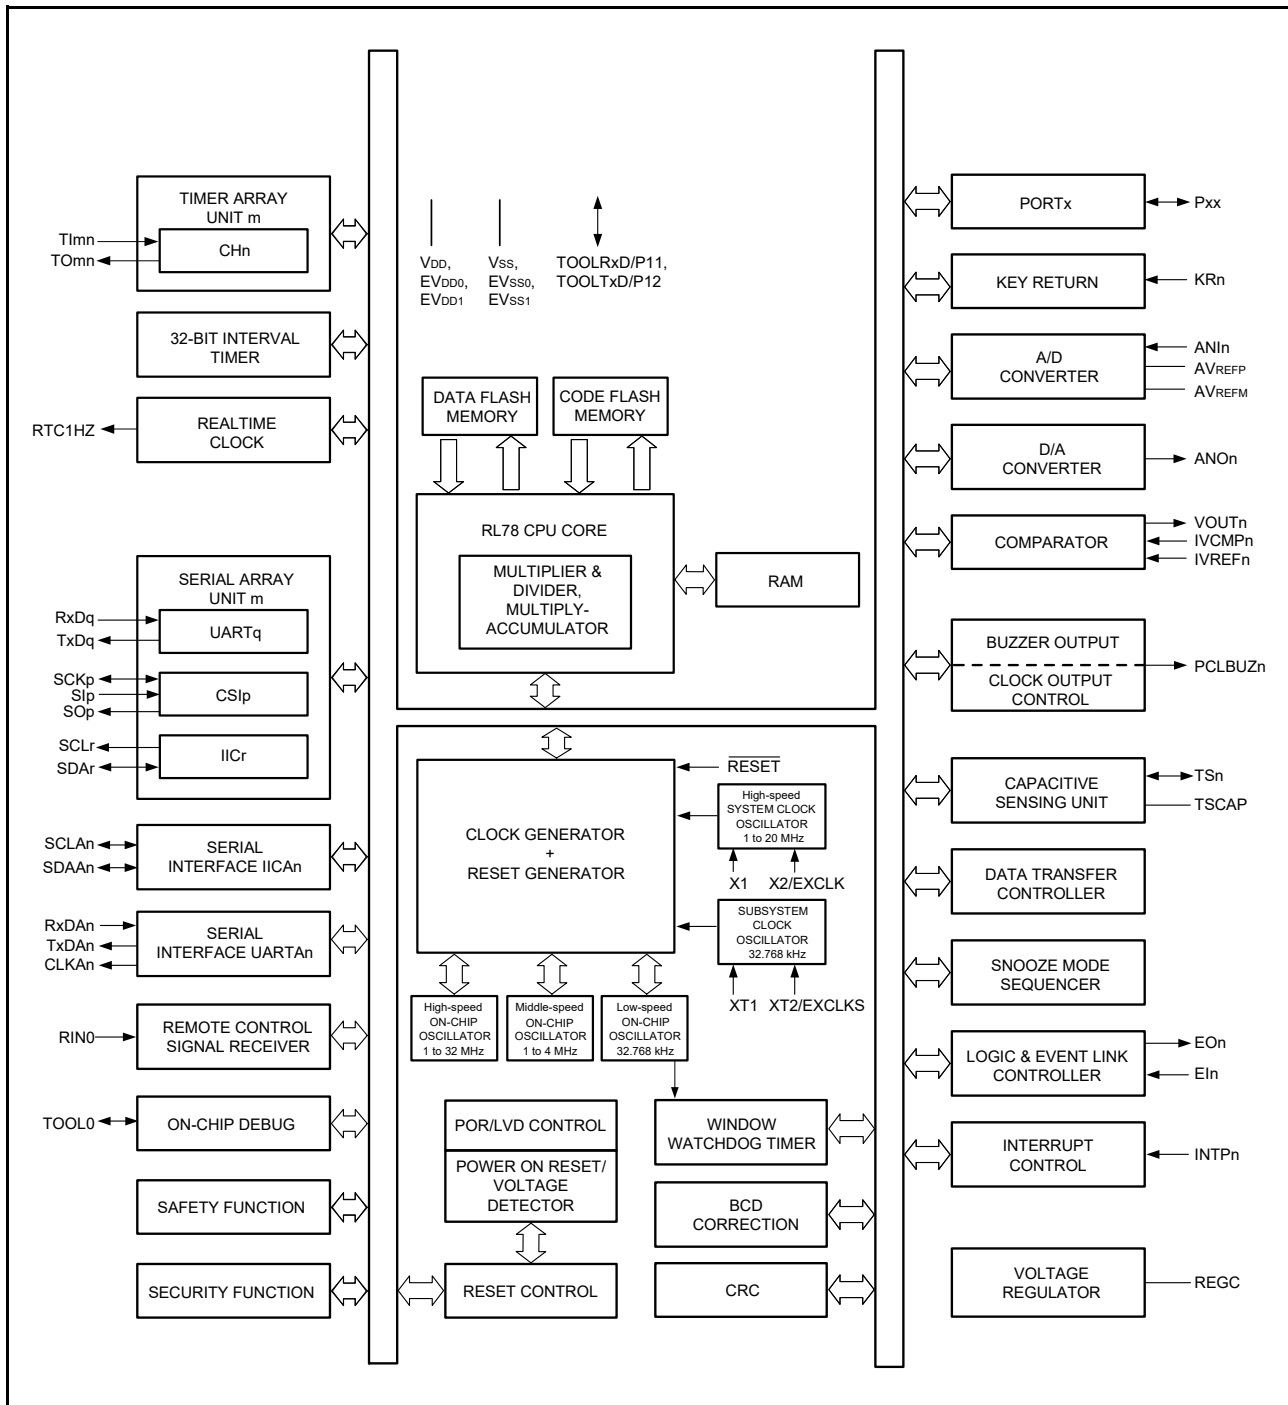 TIMER ARRAY
UNIT m
CHn
TImn
TOmn
32-BIT INTERVAL
TIMER
REALTIME
CLOCK
RTC1HZ
SERIAL ARRAY
UNIT m
UARTq
RxDq
TxDq
CSIp
SCKp
SIp
SOp
IICr
SCLr
SDAr
SERIAL
INTERFACE IICAn
SCLAn
SDAAn
SERIAL
INTERFACE UARTAn
RxDAn
TxDAn
CLKAn
REMOTE CONTROL
SIGNAL RECEIVER
RIN0
ON-CHIP DEBUG
TOOL0
SAFETY FUNCTION
SECURITY FUNCTION
VDD,
EVDD0,
EVDD1
VSS,
EVSS0,
EVSS1
TOOLRxD/P11,
TOOLTxD/P12
DATA FLASH
MEMORY
CODE FLASH
MEMORY
RL78 CPU CORE
MULTIPLIER &
DIVIDER,
MULTIPLY-
ACCUMULATOR
RAM
CLOCK GENERATOR
+
RESET GENERATOR
RESET
High-speed
SYSTEM CLOCK
OSCILLATOR
1 to 20 MHz
X1
X2/EXCLK
SUBSYSTEM
CLOCK
OSCILLATOR
32.768 kHz
XT1
XT2/EXCLKS
High-speed
ON-CHIP
OSCILLATOR
1 to 32 MHz
Middle-speed
ON-CHIP
OSCILLATOR
1 to 4 MHz
Low-speed
ON-CHIP
OSCILLATOR
32.768 kHz
POR/LVD CONTROL
POWER ON RESET/
VOLTAGE
DETECTOR
RESET CONTROL
WINDOW
WATCHDOG TIMER
BCD
CORRECTION
CRC
PORTx
Pxx
KEY RETURN
KRn
A/D
CONVERTER
ANIn
AVREFP
AVREFM
D/A
CONVERTER
ANOn
COMPARATOR
VOUTn
IVCMPn
IVREFn
BUZZER OUTPUT
CLOCK OUTPUT
CONTROL
PCLBUZn
CAPACITIVE
SENSING UNIT
TSn
TSCAP
DATA TRANSFER
CONTROLLER
SNOOZE MODE
SEQUENCER
LOGIC & EVENT LINK
CONTROLLER
EOn
EIn
INTERRUPT
CONTROL
INTPn
VOLTAGE
REGULATOR
REGC